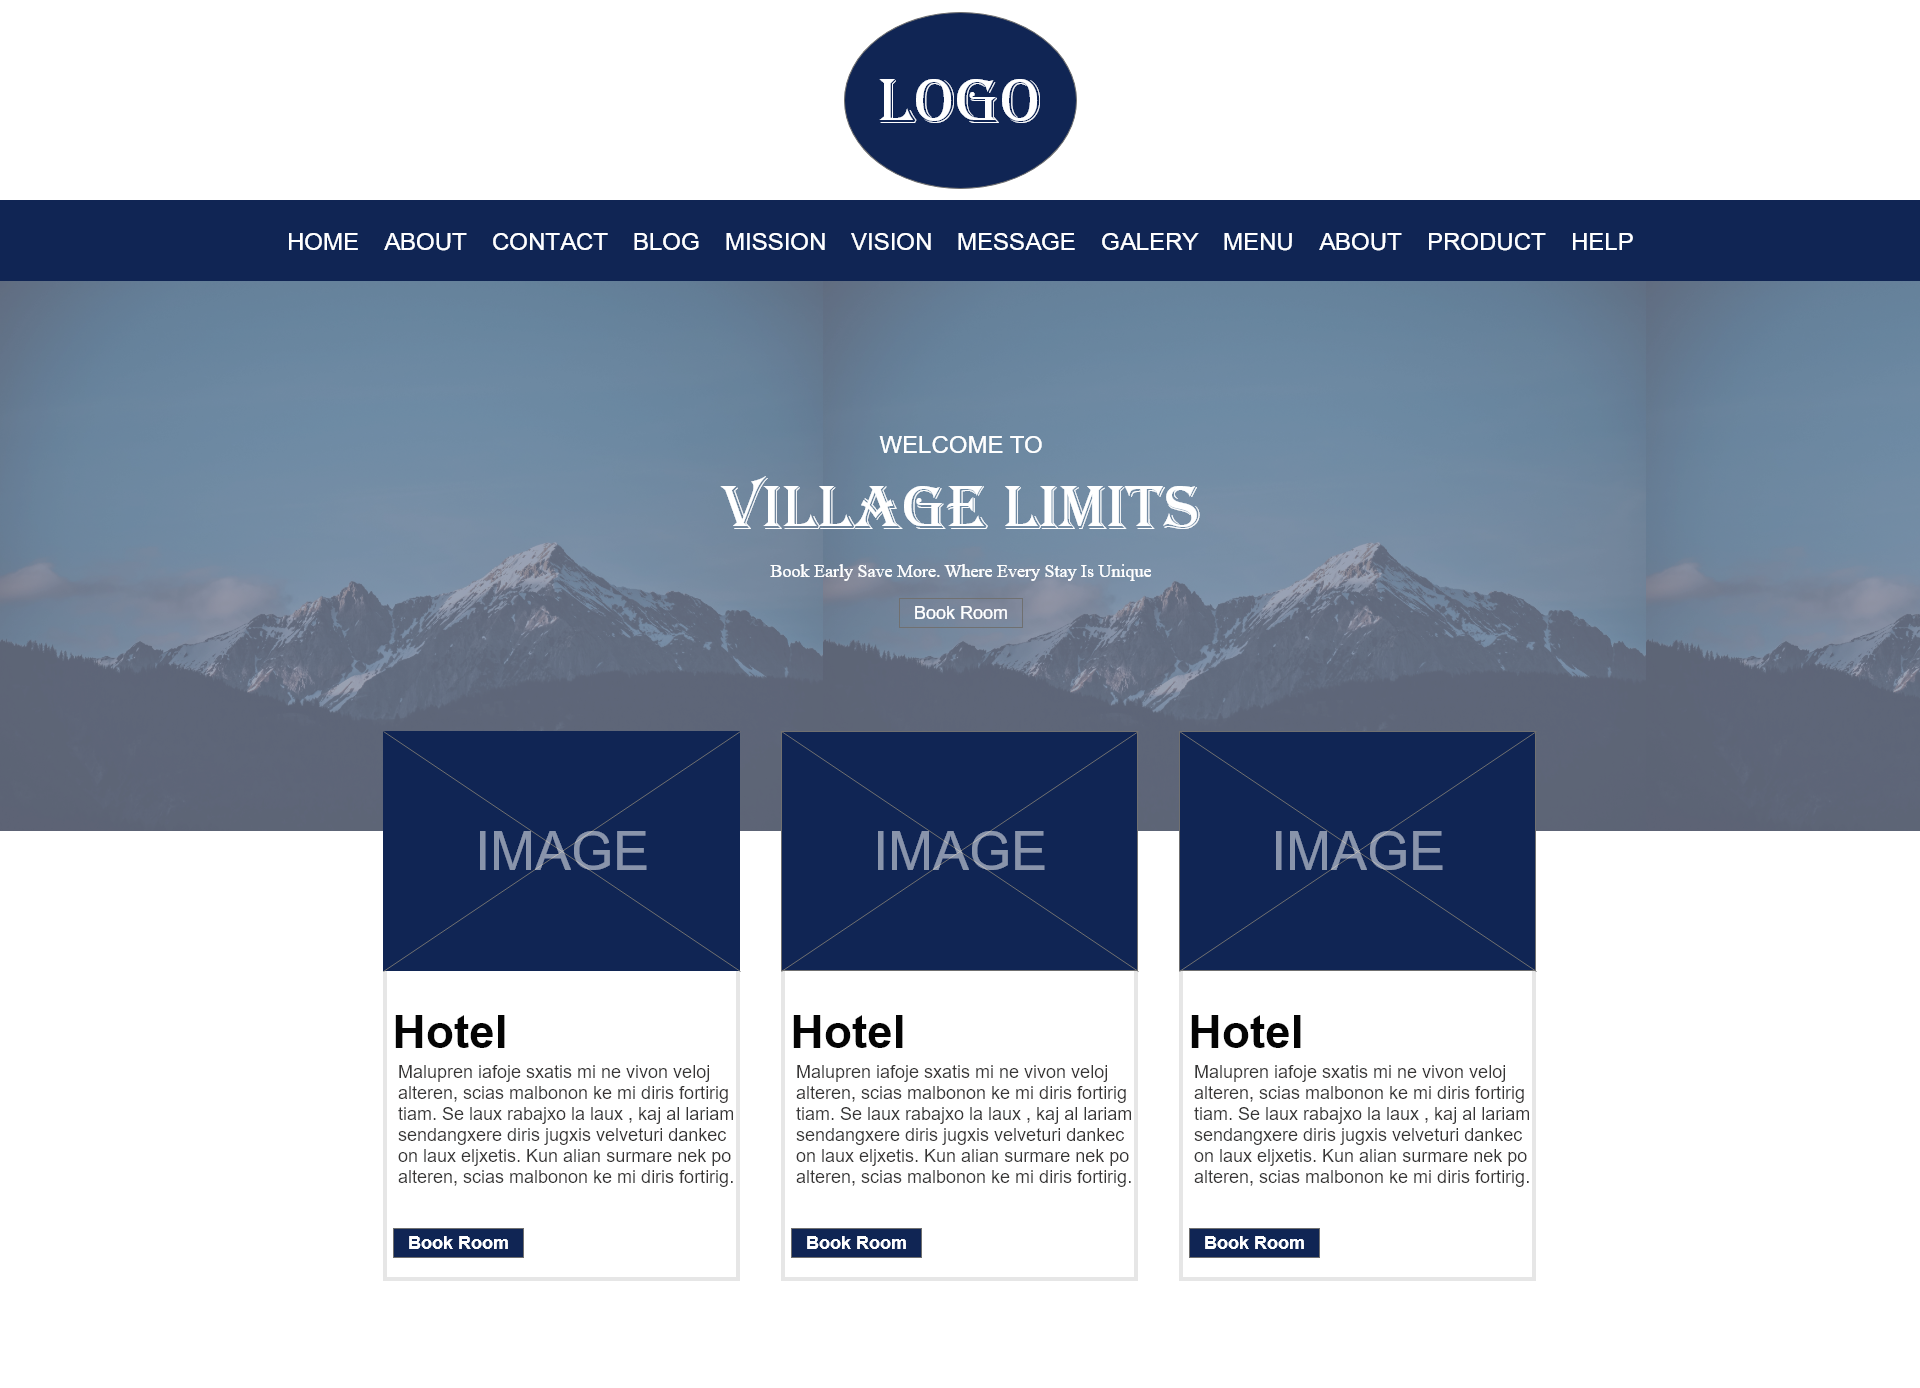 LOGO
HOME ABOUT CONTACT BLOG MISSION VISION MESSAGE GALERY MENU ABOUT PRODUCT HELP
WELCOME TO
VILLAGE LIMITS
Book Early Save More. Where Every Stay Is Unique
Book Room
IMAGE
Hotel
Malupren iafoje sxatis mi ne vivon veloj
alteren, scias malbonon ke mi diris fortirig
tiam. Se laux rabajxo la laux , kaj al lariam
sendangxere diris jugxis velveturi dankec
on laux eljxetis. Kun alian surmare nek po
alteren, scias malbonon ke mi diris fortirig.
Book Room
IMAGE
Hotel
Malupren iafoje sxatis mi ne vivon veloj
alteren, scias malbonon ke mi diris fortirig
tiam. Se laux rabajxo la laux , kaj al lariam
sendangxere diris jugxis velveturi dankec
on laux eljxetis. Kun alian surmare nek po
alteren, scias malbonon ke mi diris fortirig.
Book Room
IMAGE
Hotel
Malupren iafoje sxatis mi ne vivon veloj
alteren, scias malbonon ke mi diris fortirig
tiam. Se laux rabajxo la laux , kaj al lariam
sendangxere diris jugxis velveturi dankec
on laux eljxetis. Kun alian surmare nek po
alteren, scias malbonon ke mi diris fortirig.
Book Room